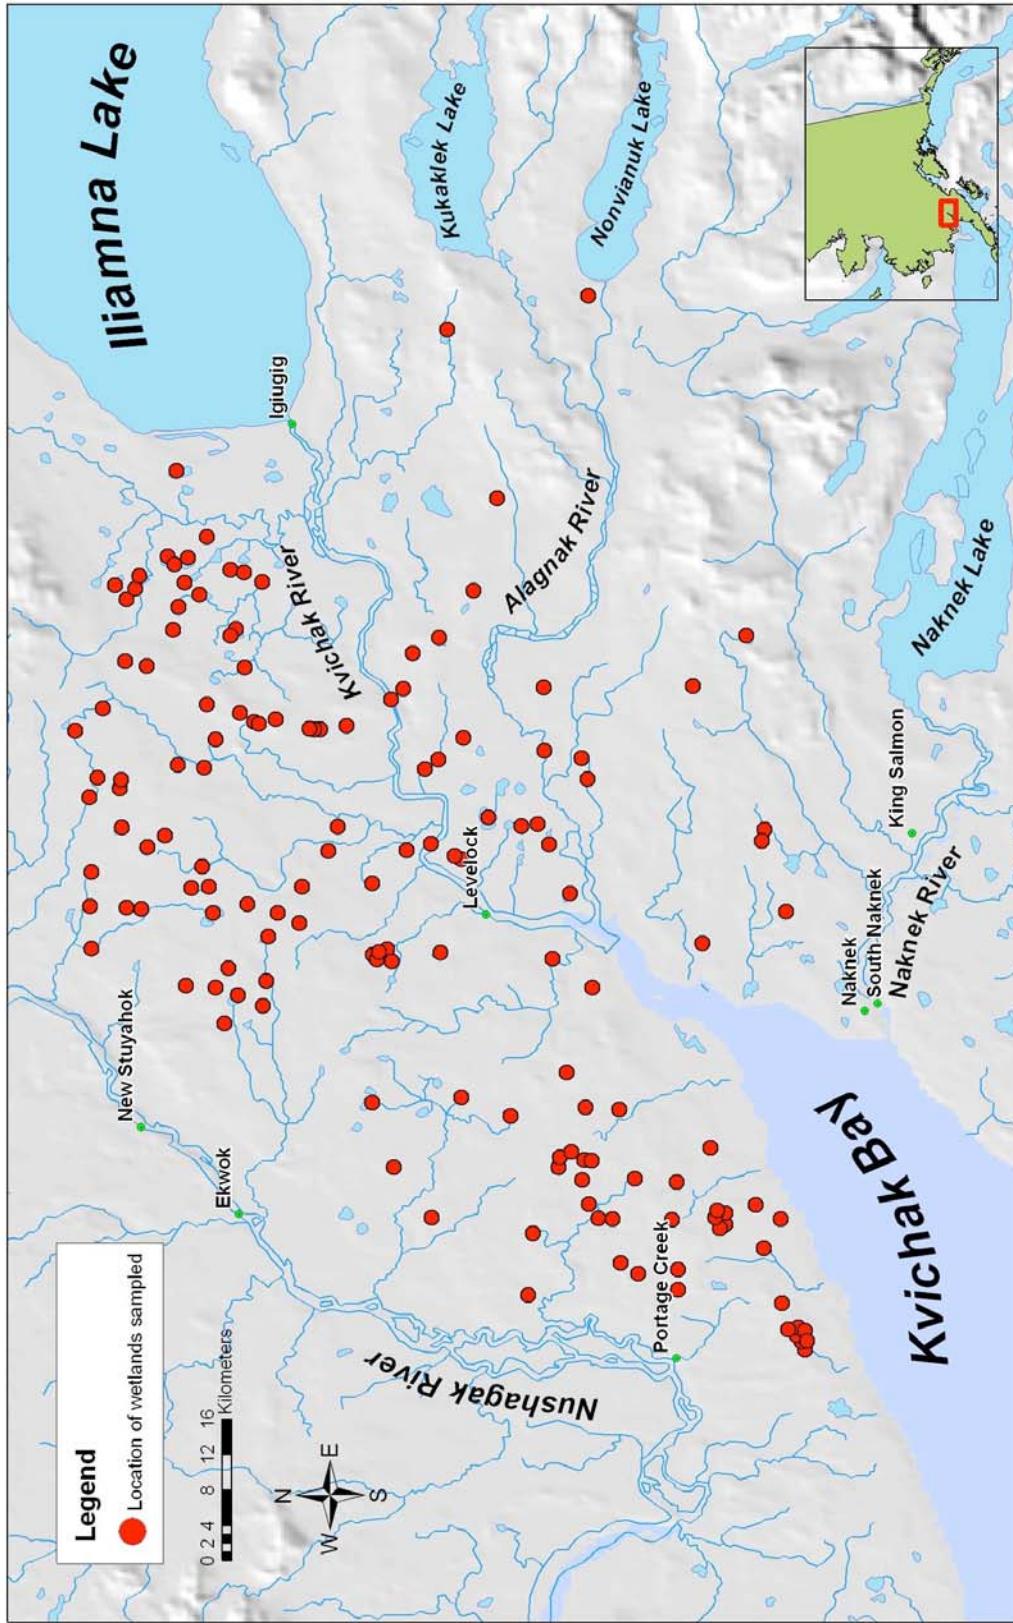 Legend
Location of wetlands sampled
0 2 4 8 12 16
Kilometers
N
W E
S
New Stuyahok
Ekwok
Nushagak River
Portage Creek
Iliamna Lake
Igiugig
Kvichak River
Kukaklek Lake
Nonvianuk Lake
Alagnak River
Levelock
Kvichak Bay
Naknek
South Naknek
Naknek River
King Salmon
Naknek Lake